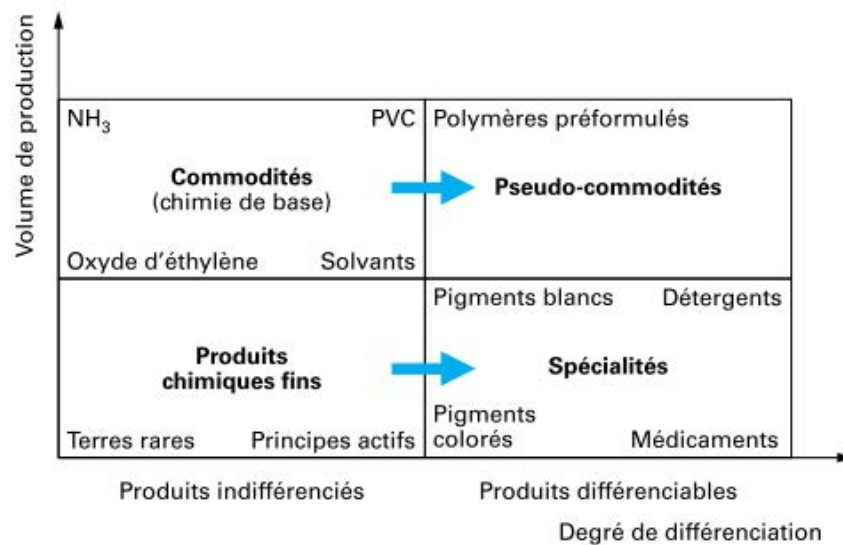 Volume de production
NH₃
PVC
Commodités
(chimie de base)
Oxyde d'éthylène
Solvants
Polymères préformulés
Pseudo-commodités
Produits
chimiques fins
Terres rares
Principes actifs
Pigments blancs
Détergents
Spécialités
Pigments
colorés
Médicaments
Produits indifférenciés
Produits différenciables
Degré de différenciation